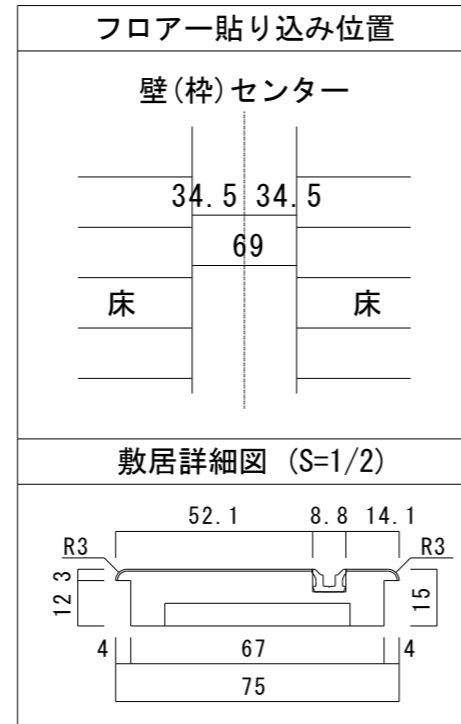 フロアー貼り込み位置
壁(枠)センター
34.5 34.5
69
床 床
敷居詳細図 (S=1/2)
52.1 8.8 14.1
R3 R3
3
12 15
4 67 4
75